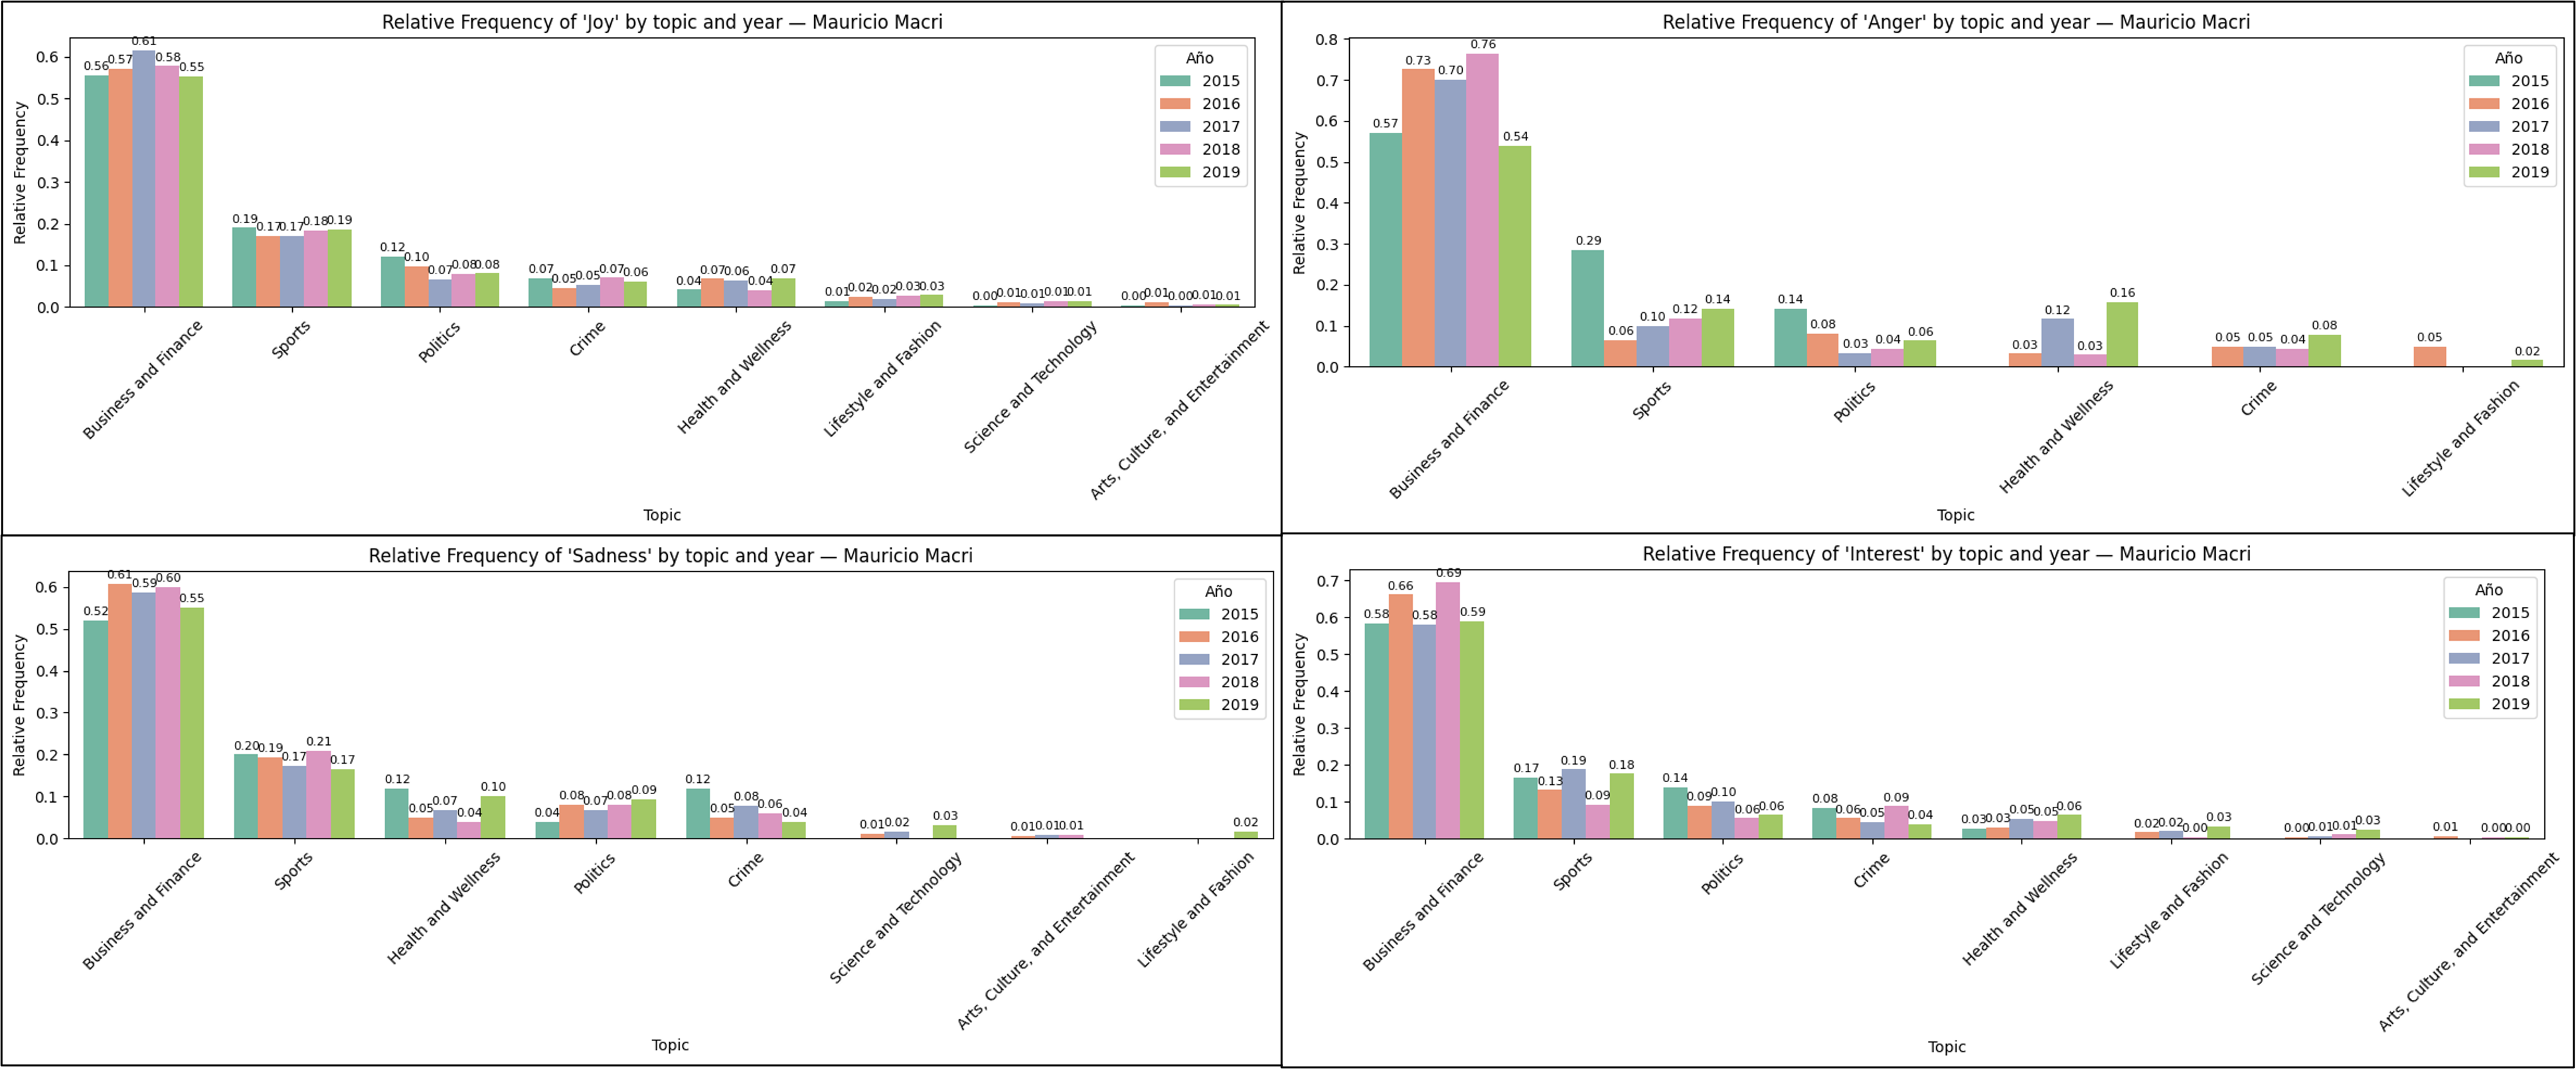 Relative Frequency of 'Joy' by topic and year — Mauricio Macri
Relative Frequency
0.6
0.5
0.4
0.3
0.2
0.1
0.0
0.56 0.57 0.61 0.58 0.55
0.19 0.17 0.17 0.18 0.19
0.12 0.10 0.07 0.08 0.08
0.07 0.05 0.05 0.07 0.06
0.04 0.07 0.06 0.04 0.07
0.01 0.02 0.02 0.03 0.03
0.00 0.01 0.01 0.01 0.01
0.00 0.01 0.00 0.01 0.01
Año
2015
2016
2017
2018
2019
Business and Finance
Sports
Politics
Crime
Health and Wellness
Lifestyle and Fashion
Science and Technology
Arts, Culture, and Entertainment
Topic
Relative Frequency of 'Anger' by topic and year — Mauricio Macri
Relative Frequency
0.8
0.7
0.6
0.5
0.4
0.3
0.2
0.1
0.0
0.57 0.73 0.70 0.76 0.54
0.29 0.06 0.10 0.12 0.14
0.14 0.08 0.03 0.04 0.06
0.03 0.12 0.03 0.16
0.05 0.05 0.04 0.08
0.05 0.02
Año
2015
2016
2017
2018
2019
Business and Finance
Sports
Politics
Health and Wellness
Crime
Lifestyle and Fashion
Topic
Relative Frequency of 'Sadness' by topic and year — Mauricio Macri
Relative Frequency
0.6
0.5
0.4
0.3
0.2
0.1
0.0
0.52 0.61 0.59 0.60 0.55
0.20 0.19 0.17 0.21 0.17
0.12 0.05 0.07 0.04 0.10
0.04 0.08 0.07 0.08 0.09
0.12 0.05 0.08 0.06 0.04
0.01 0.02 0.03
0.01 0.01 0.01
0.02
Año
2015
2016
2017
2018
2019
Business and Finance
Sports
Health and Wellness
Politics
Crime
Science and Technology
Arts, Culture, and Entertainment
Lifestyle and Fashion
Topic
Relative Frequency of 'Interest' by topic and year — Mauricio Macri
Relative Frequency
0.7
0.6
0.5
0.4
0.3
0.2
0.1
0.0
0.58 0.66 0.58 0.69 0.59
0.17 0.13 0.19 0.09 0.18
0.14 0.09 0.10 0.06 0.06
0.08 0.06 0.05 0.09 0.04
0.03 0.03 0.05 0.05 0.06
0.02 0.02 0.00 0.03
0.00 0.01 0.01 0.03
0.01 0.00 0.00
Año
2015
2016
2017
2018
2019
Business and Finance
Sports
Politics
Crime
Health and Wellness
Lifestyle and Fashion
Science and Technology
Arts, Culture, and Entertainment
Topic